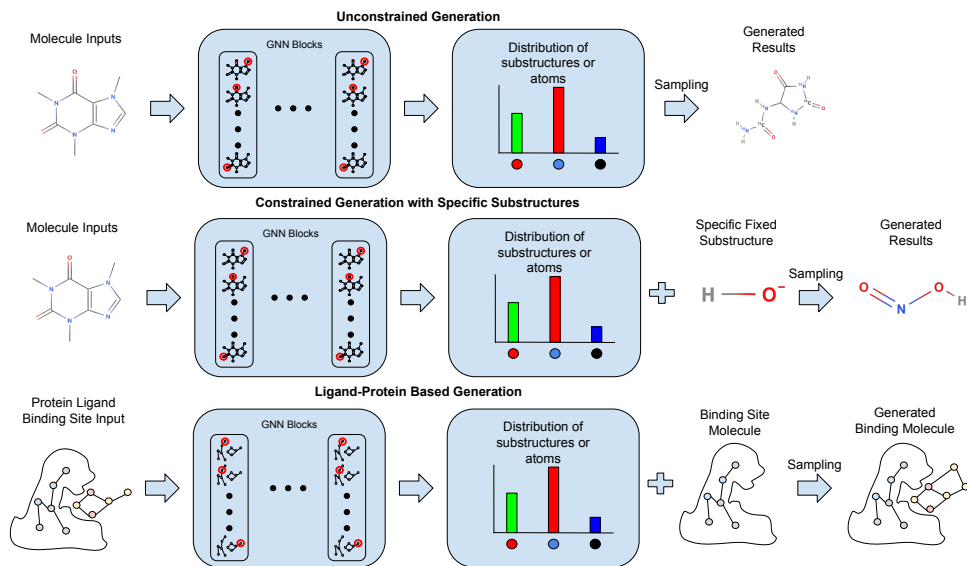 Unconstrained Generation
Molecule Inputs
GNN Blocks
Distribution of
substructures or
atoms
Sampling
Generated
Results
Constrained Generation with Specific Substructures
Molecule Inputs
GNN Blocks
Distribution of
substructures or
atoms
Specific Fixed
Substructure
H O⁻
Sampling
Generated
Results
O N O H
Ligand-Protein Based Generation
Protein Ligand
Binding Site Input
GNN Blocks
Distribution of
substructures or
atoms
Binding Site
Molecule
Sampling
Generated
Binding Molecule